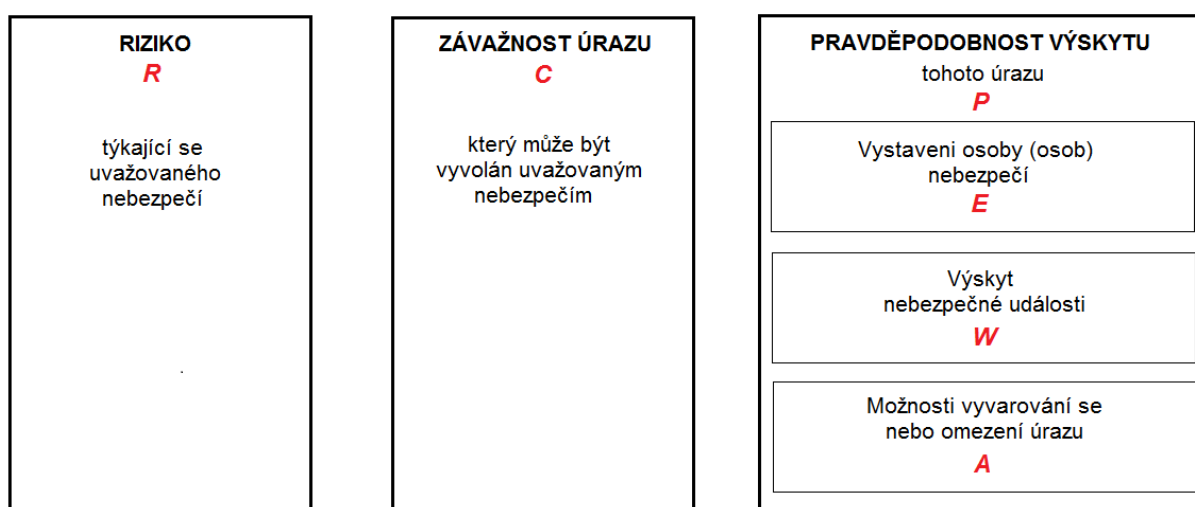 RIZIKO
R
týkající se
uvažovaného
nebezpečí
.
ZÁVAŽNOST ÚRAZU
C
který může být
vyvolán uvažovaným
nebezpečím
PRAVDĚPODOBNOST VÝSKYTU
tohoto úrazu
P
Vystaveni osoby (osob)
nebezpečí
E
Výskyt
nebezpečné události
W
Možnosti vyvarování se
nebo omezení úrazu
A